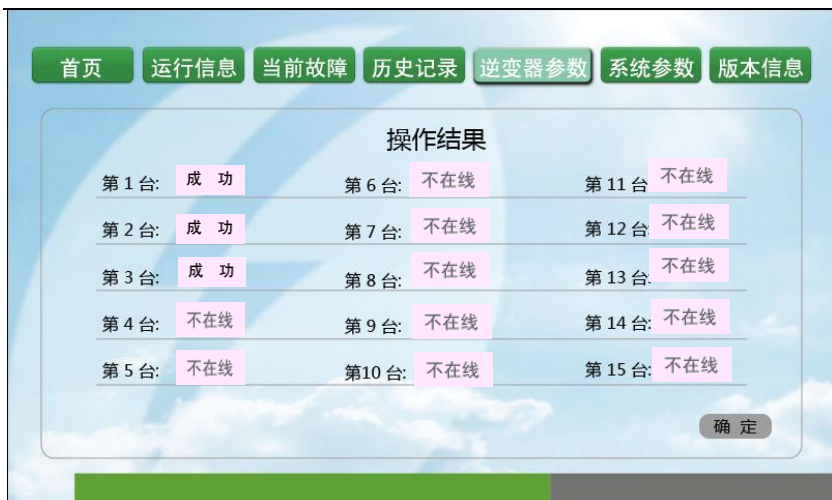 首页 运行信息 当前故障 历史记录 逆变器参数 系统参数 版本信息
操作结果
第 1 台: 成 功 第 6 台: 不在线 第 11 台 不在线
第 2 台: 成 功 第 7 台: 不在线 第 12 台: 不在线
第 3 台: 成 功 第 8 台: 不在线 第 13 台: 不在线
第 4 台: 不在线 第 9 台: 不在线 第 14 台: 不在线
第 5 台: 不在线 第10 台: 不在线 第 15 台: 不在线
确 定